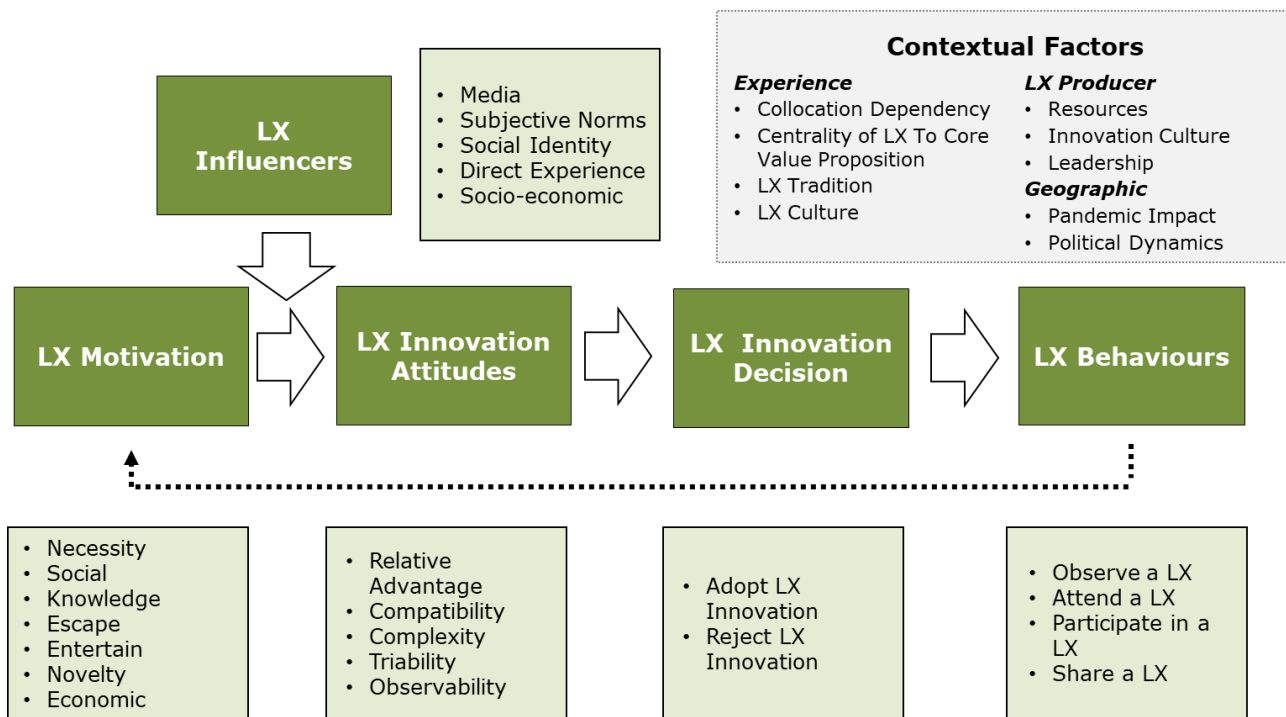 LX
Influencers
• Media
• Subjective Norms
• Social Identity
• Direct Experience
• Socio-economic
Contextual Factors
Experience
• Collocation Dependency
• Centrality of LX To Core
Value Proposition
• LX Tradition
• LX Culture
LX Producer
• Resources
• Innovation Culture
• Leadership
Geographic
• Pandemic Impact
• Political Dynamics
LX Motivation
LX Innovation
Attitudes
LX Innovation
Decision
LX Behaviours
• Necessity
• Social
• Knowledge
• Escape
• Entertain
• Novelty
• Economic
• Relative
Advantage
• Compatibility
• Complexity
• Triability
• Observability
• Adopt LX
Innovation
• Reject LX
Innovation
• Observe a LX
• Attend a LX
• Participate in a
LX
• Share a LX